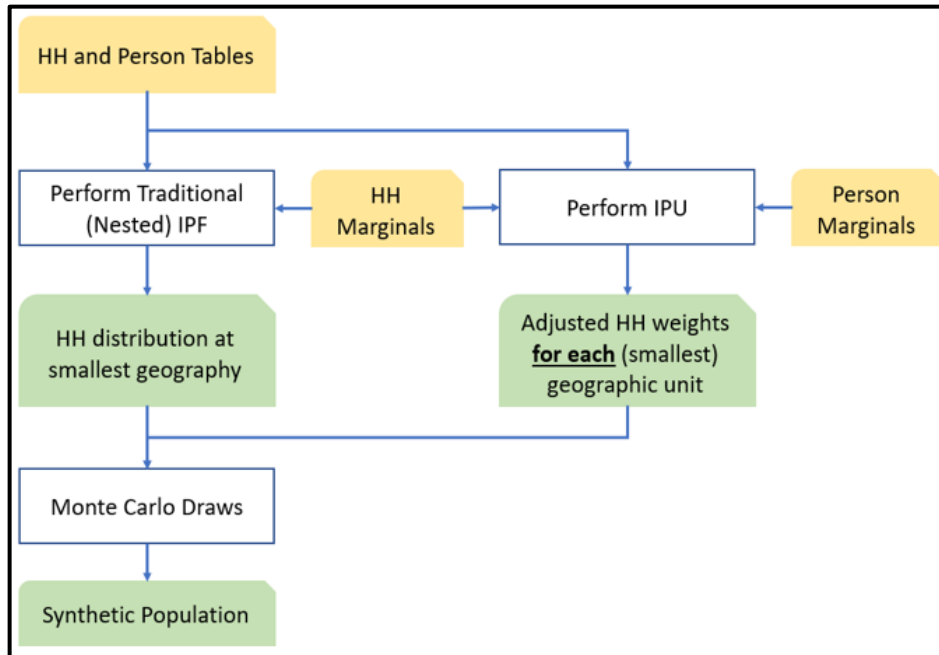 HH and Person Tables
Perform Traditional
(Nested) IPF
HH
Marginals
Perform IPU
Person
Marginals
HH distribution at
smallest geography
Adjusted HH weights
for each (smallest)
geographic unit
Monte Carlo Draws
Synthetic Population